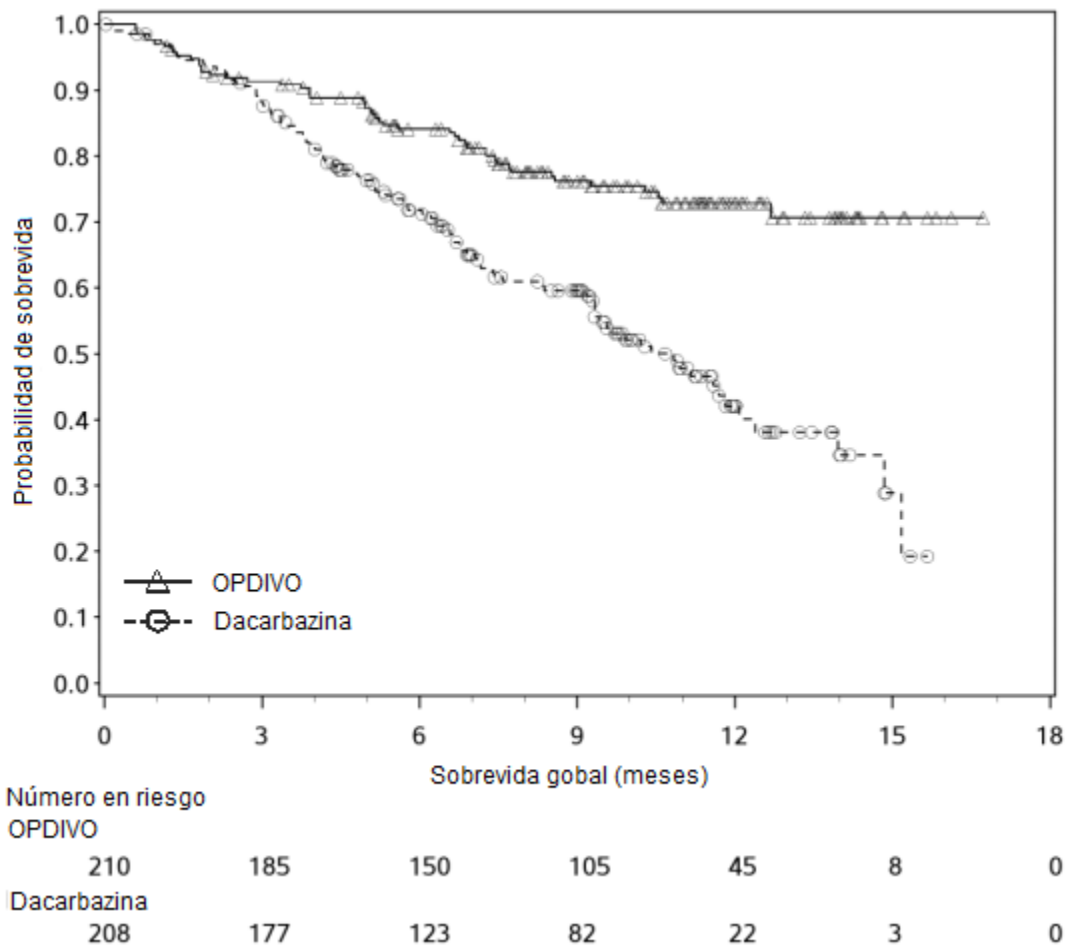 1.0
0.9
0.8
0.7
0.6
0.5
0.4
0.3
0.2
0.1
0.0
Probabilidad de sobrevida
OPDIVO
Dacarbazina
0 3 6 9 12 15 18
Sobrevida gobal (meses)
Número en riesgo
OPDIVO
210 185 150 105 45 8 0
Dacarbazina
208 177 123 82 22 3 0